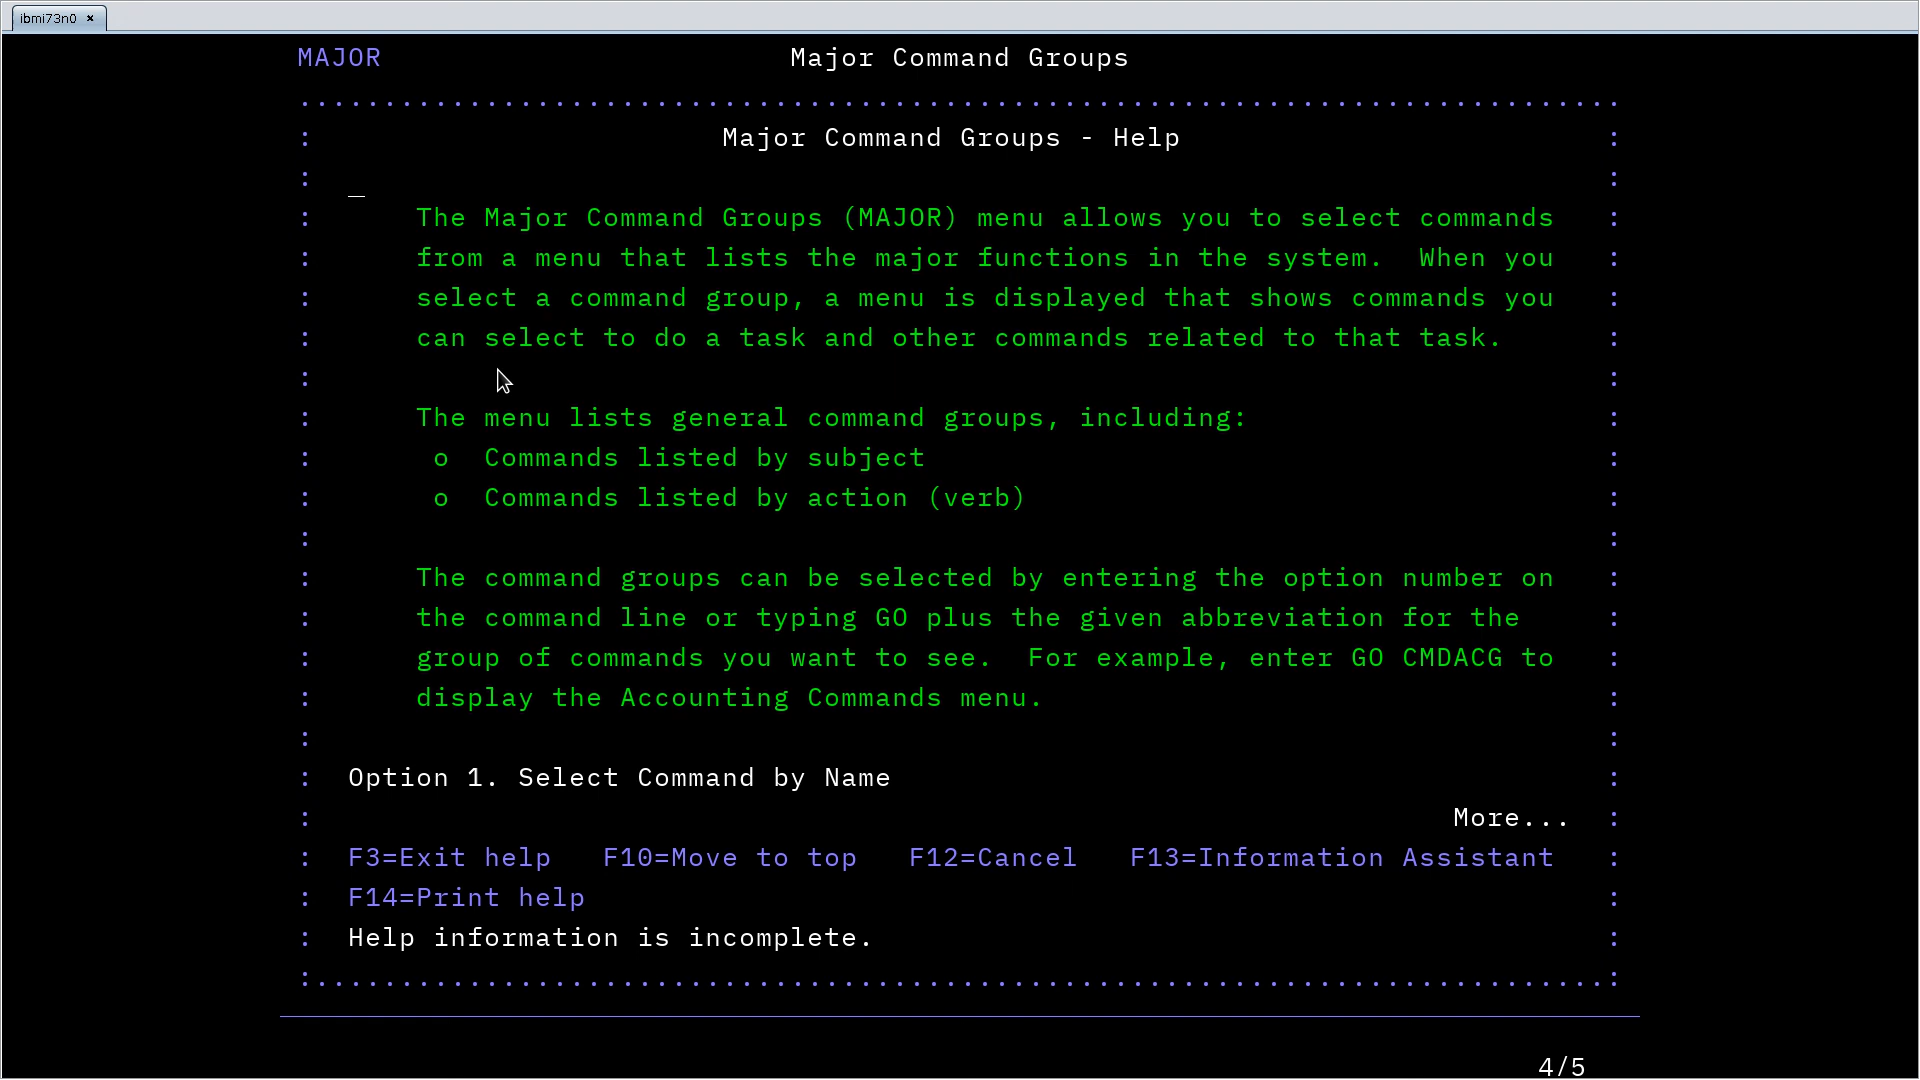 ibmi73n0 ×
MAJOR Major Command Groups
...............................................................................
: Major Command Groups - Help :
: _ :
: The Major Command Groups (MAJOR) menu allows you to select commands :
: from a menu that lists the major functions in the system. When you :
: select a command group, a menu is displayed that shows commands you :
: can select to do a task and other commands related to that task. :
: :
: The menu lists general command groups, including: :
: o Commands listed by subject :
: o Commands listed by action (verb) :
: :
: The command groups can be selected by entering the option number on :
: the command line or typing GO plus the given abbreviation for the :
: group of commands you want to see. For example, enter GO CMDACG to :
: display the Accounting Commands menu. :
: :
: Option 1. Select Command by Name :
: More... :
: F3=Exit help F10=Move to top F12=Cancel F13=Information Assistant :
: F14=Print help :
: Help information is incomplete. :
:.............................................................................:
4/5